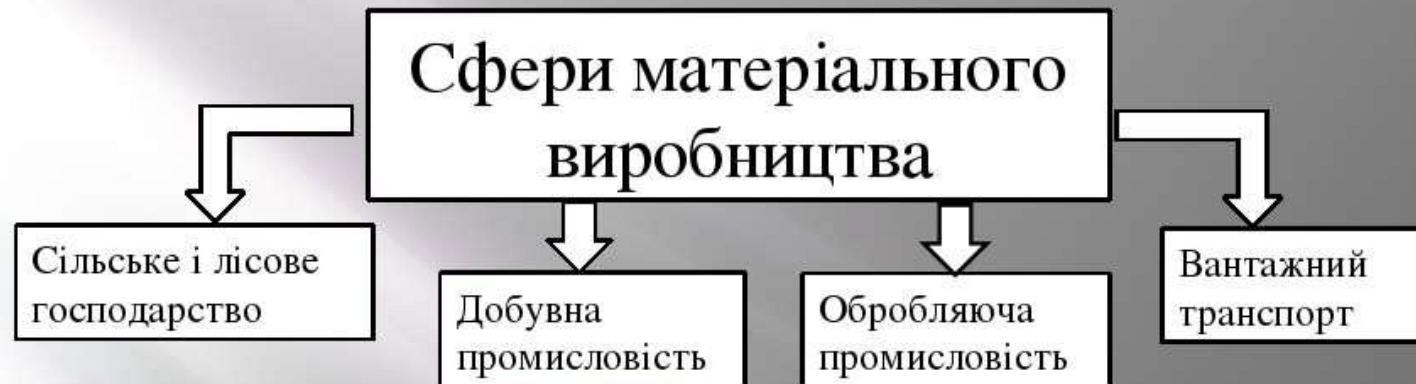 Сфери матеріального
виробництва
Сільське і лісове
господарство
Добувна
промисловість
Обробляюча
промисловість
Вантажний
транспорт